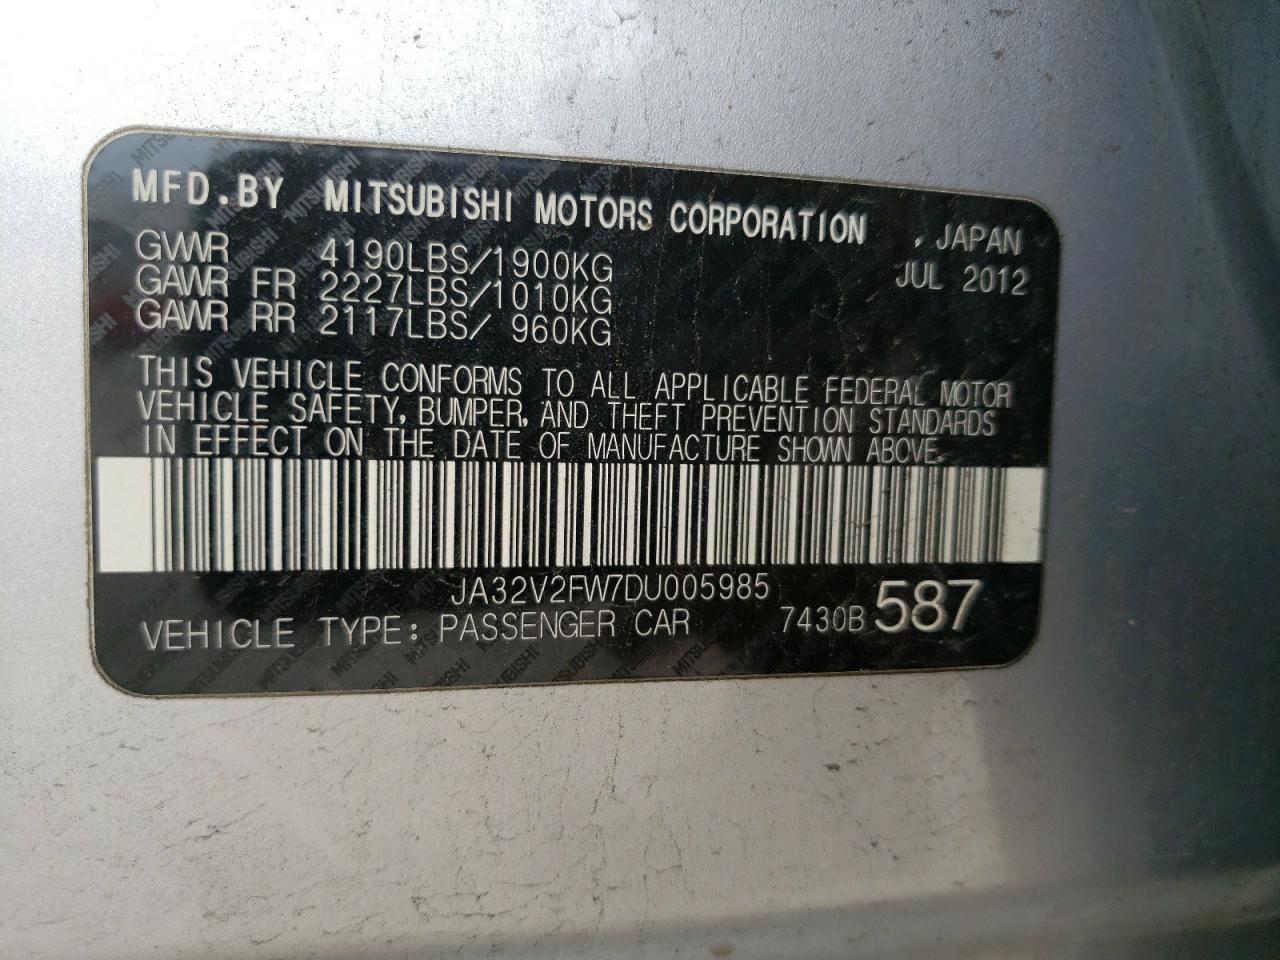 MFD.BY MITSUBISHI MOTORS CORPORATION , JAPAN
GVWR 4190LBS/1900KG JUL 2012
GAWR FR 2227LBS/1010KG
GAWR RR 2117LBS/ 960KG
THIS VEHICLE CONFORMS TO ALL APPLICABLE FEDERAL MOTOR
VEHICLE SAFETY, BUMPER, AND THEFT PREVENTION STANDARDS
IN EFFECT ON THE DATE OF MANUFACTURE SHOWN ABOVE.
JA32V2FW7DU005985
VEHICLE TYPE: PASSENGER CAR 7430B 587